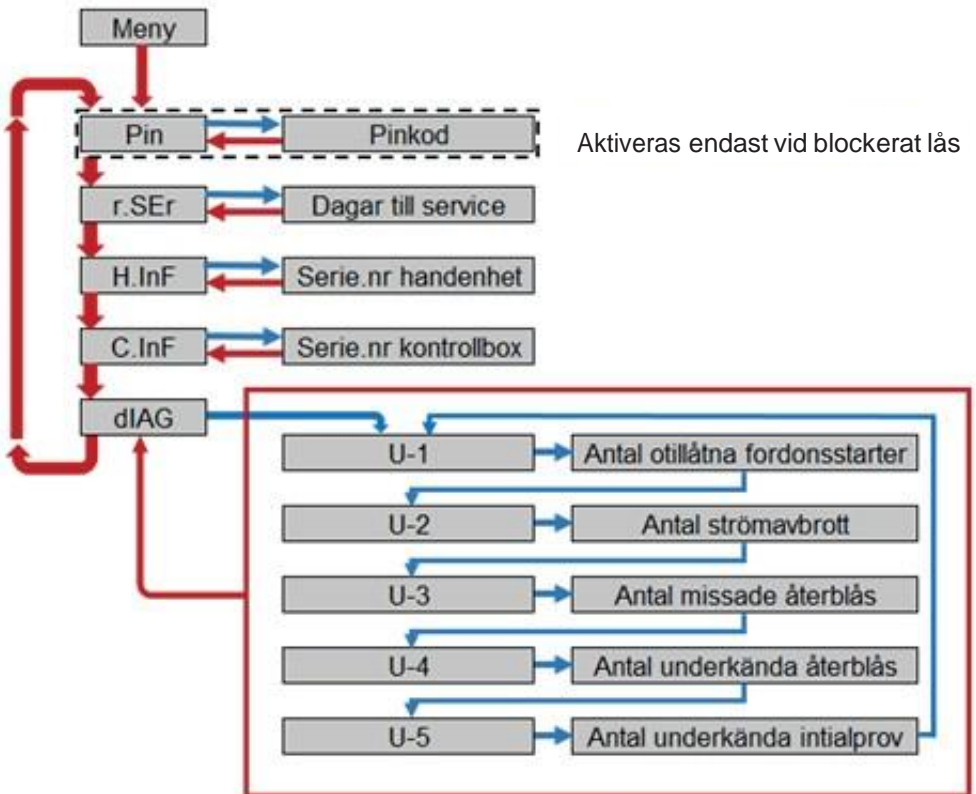 Meny
Pin
Pinkod
Aktiveras endast vid blockerat lås
r.SEr
Dagar till service
H.InF
Serie.nr handenhet
C.InF
Serie.nr kontrollbox
dIAG
U-1
Antal otillåtna fordonsstarter
U-2
Antal strömavbrott
U-3
Antal missade återblås
U-4
Antal underkända återblås
U-5
Antal underkända intialprov